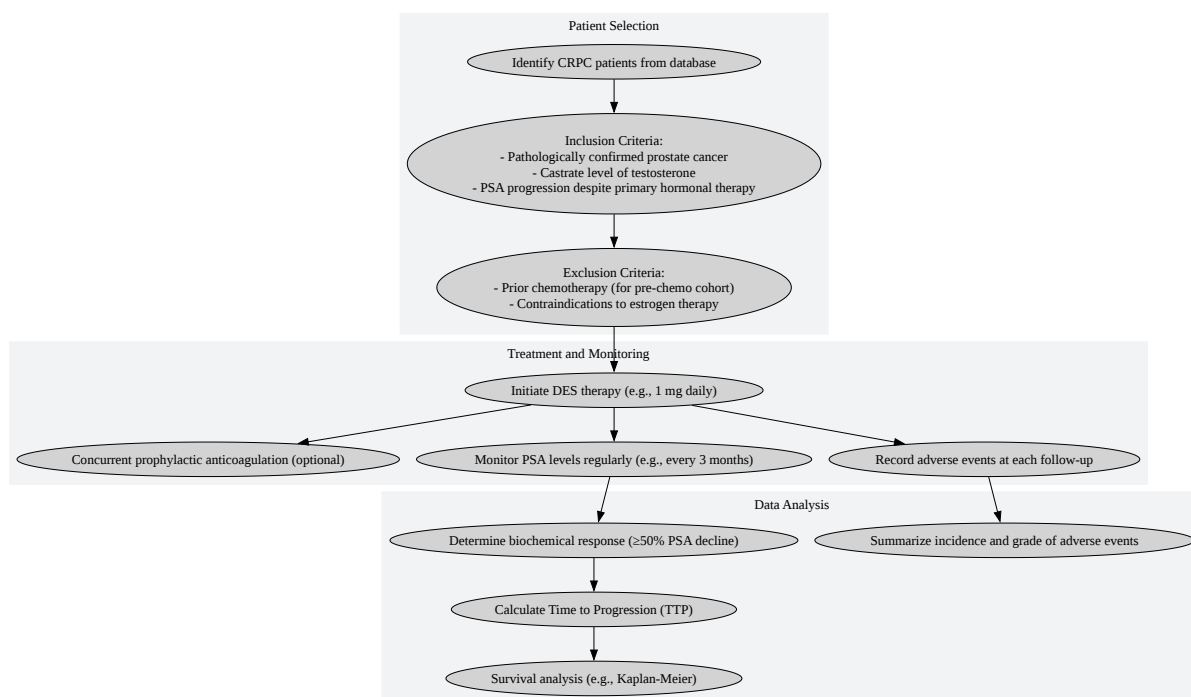 Patient Selection
Identify CRPC patients from database
Inclusion Criteria:
- Pathologically confirmed prostate cancer
- Castrate level of testosterone
- PSA progression despite primary hormonal therapy
Exclusion Criteria:
- Prior chemotherapy (for pre-chemo cohort)
- Contraindications to estrogen therapy
Treatment and Monitoring
Initiate DES therapy (e.g., 1 mg daily)
Concurrent prophylactic anticoagulation (optional)
Monitor PSA levels regularly (e.g., every 3 months)
Record adverse events at each follow-up
Data Analysis
Determine biochemical response (≥50% PSA decline)
Summarize incidence and grade of adverse events
Calculate Time to Progression (TTP)
Survival analysis (e.g., Kaplan-Meier)